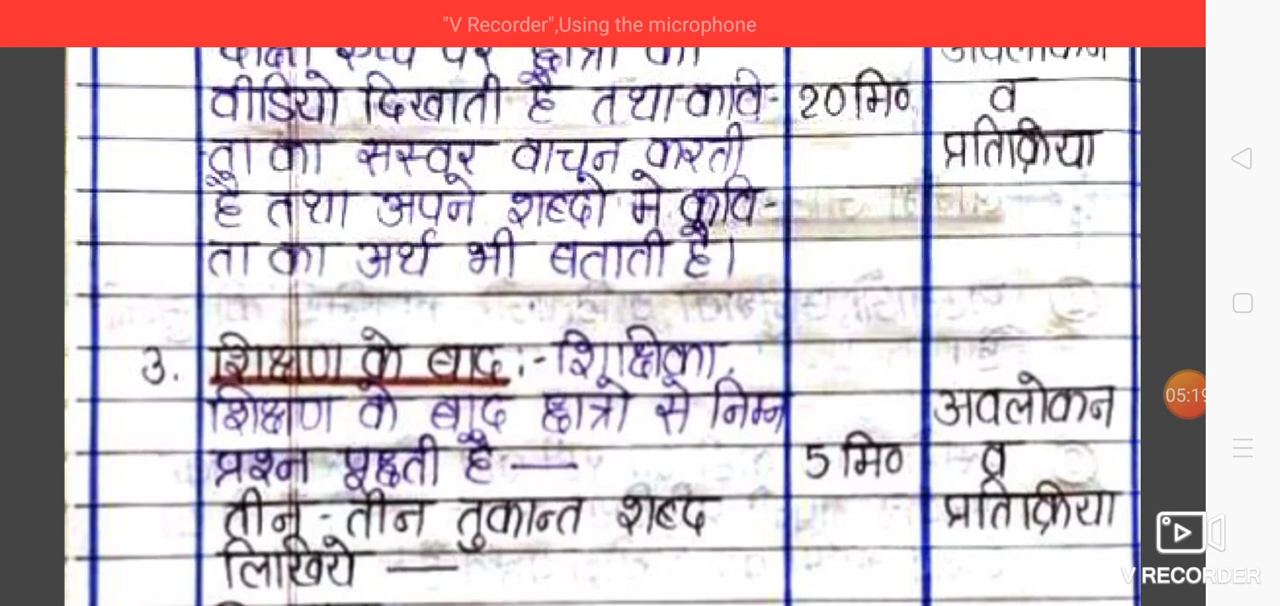 "V Recorder",Using the microphone
पर छात्रों को
वीडियो दिखाती है तथा कवि- 20 मि० व
ता का सस्वर वाचन करती प्रतिक्रिया
है तथा अपने शब्दो मे कवि-
ता का अर्थ भी बताती है।
3. शिक्षण के बाद :- शिक्षिका
शिक्षण के बाद छात्रो से निम्न अवलोकन
प्रश्न पूछती है — 5 मि० व
तीन - तीन तुकान्त शब्द प्रतिक्रिया
लिखिये —
05:19
V RECORDER